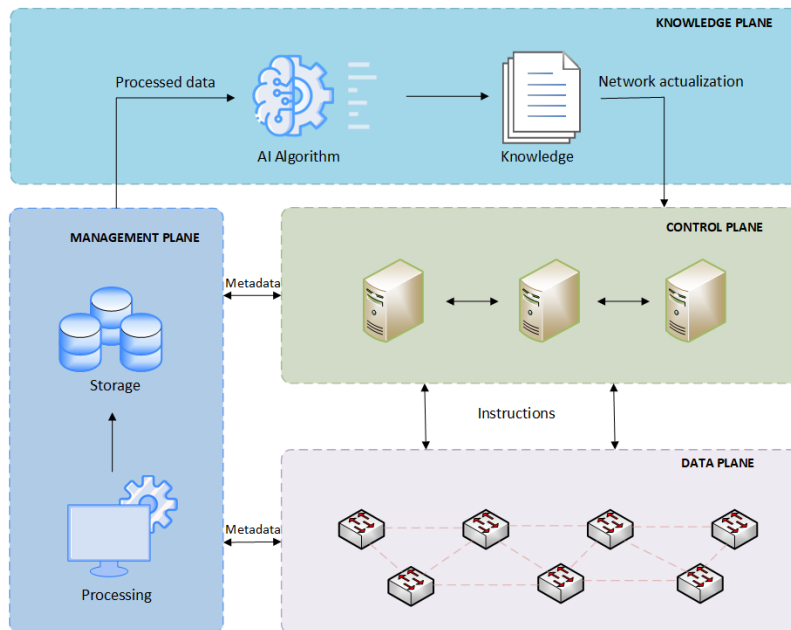 KNOWLEDGE PLANE
Processed data
Network actualization
AI Algorithm
Knowledge
MANAGEMENT PLANE
CONTROL PLANE
Metadata
Storage
Instructions
DATA PLANE
Metadata
Processing